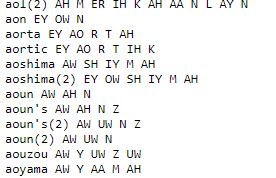 aol(2) AH M ER IH K AH AA N L AY N
aon EY OW N
aorta EY AO R T AH
aortic EY AO R T IH K
aoshima AW SH IY M AH
aoshima(2) EY OW SH IY M AH
aoun AW AH N
aoun's AW AH N Z
aoun's(2) AW UW N Z
aoun(2) AW UW N
aouzou AW Y UW Z UW
aoyama AW Y AA M AH